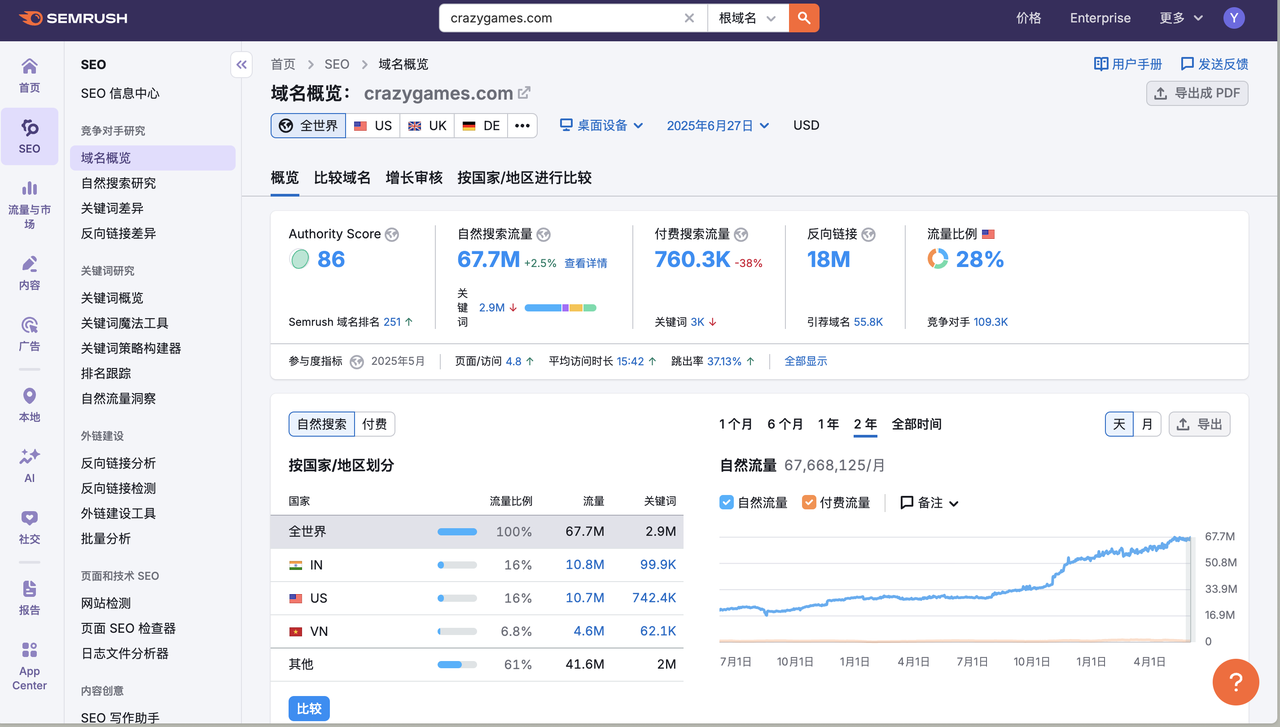 SEMRUSH
crazygames.com
根域名
价格
Enterprise
更多
Y
首页
SEO
流量与市场
内容
广告
本地
AI
社交
报告
App Center
SEO
SEO 信息中心
竞争对手研究
域名概览
自然搜索研究
关键词差异
反向链接差异
关键词研究
关键词概览
关键词魔法工具
关键词策略构建器
排名跟踪
自然流量洞察
外链建设
反向链接分析
反向链接检测
外链建设工具
批量分析
页面和技术 SEO
网站检测
页面 SEO 检查器
日志文件分析器
内容创意
SEO 写作助手
首页 > SEO > 域名概览
用户手册 发送反馈
域名概览： crazygames.com
导出成 PDF
全世界 US UK DE •••
桌面设备 2025年6月27日 USD
概览 比较域名 增长审核 按国家/地区进行比较
Authority Score
86
Semrush 域名排名 251 ↑
自然搜索流量
67.7M +2.5% 查看详情
关键词 2.9M ↓
付费搜索流量
760.3K -38%
关键词 3K ↓
反向链接
18M
引荐域名 55.8K
流量比例
28%
竞争对手 109.3K
参与度指标 2025年5月 页面/访问 4.8 ↑ 平均访问时长 15:42 ↑ 跳出率 37.13% ↑ 全部显示
自然搜索 付费
按国家/地区划分
国家 流量比例 流量 关键词
全世界 100% 67.7M 2.9M
IN 16% 10.8M 99.9K
US 16% 10.7M 742.4K
VN 6.8% 4.6M 62.1K
其他 61% 41.6M 2M
比较
1 个月 6 个月 1 年 2 年 全部时间
天 月 导出
自然流量 67,668,125/月
自然流量 付费流量 备注
67.7M
50.8M
33.9M
16.9M
0
7月1日 10月1日 1月1日 4月1日 7月1日 10月1日 1月1日 4月1日
?